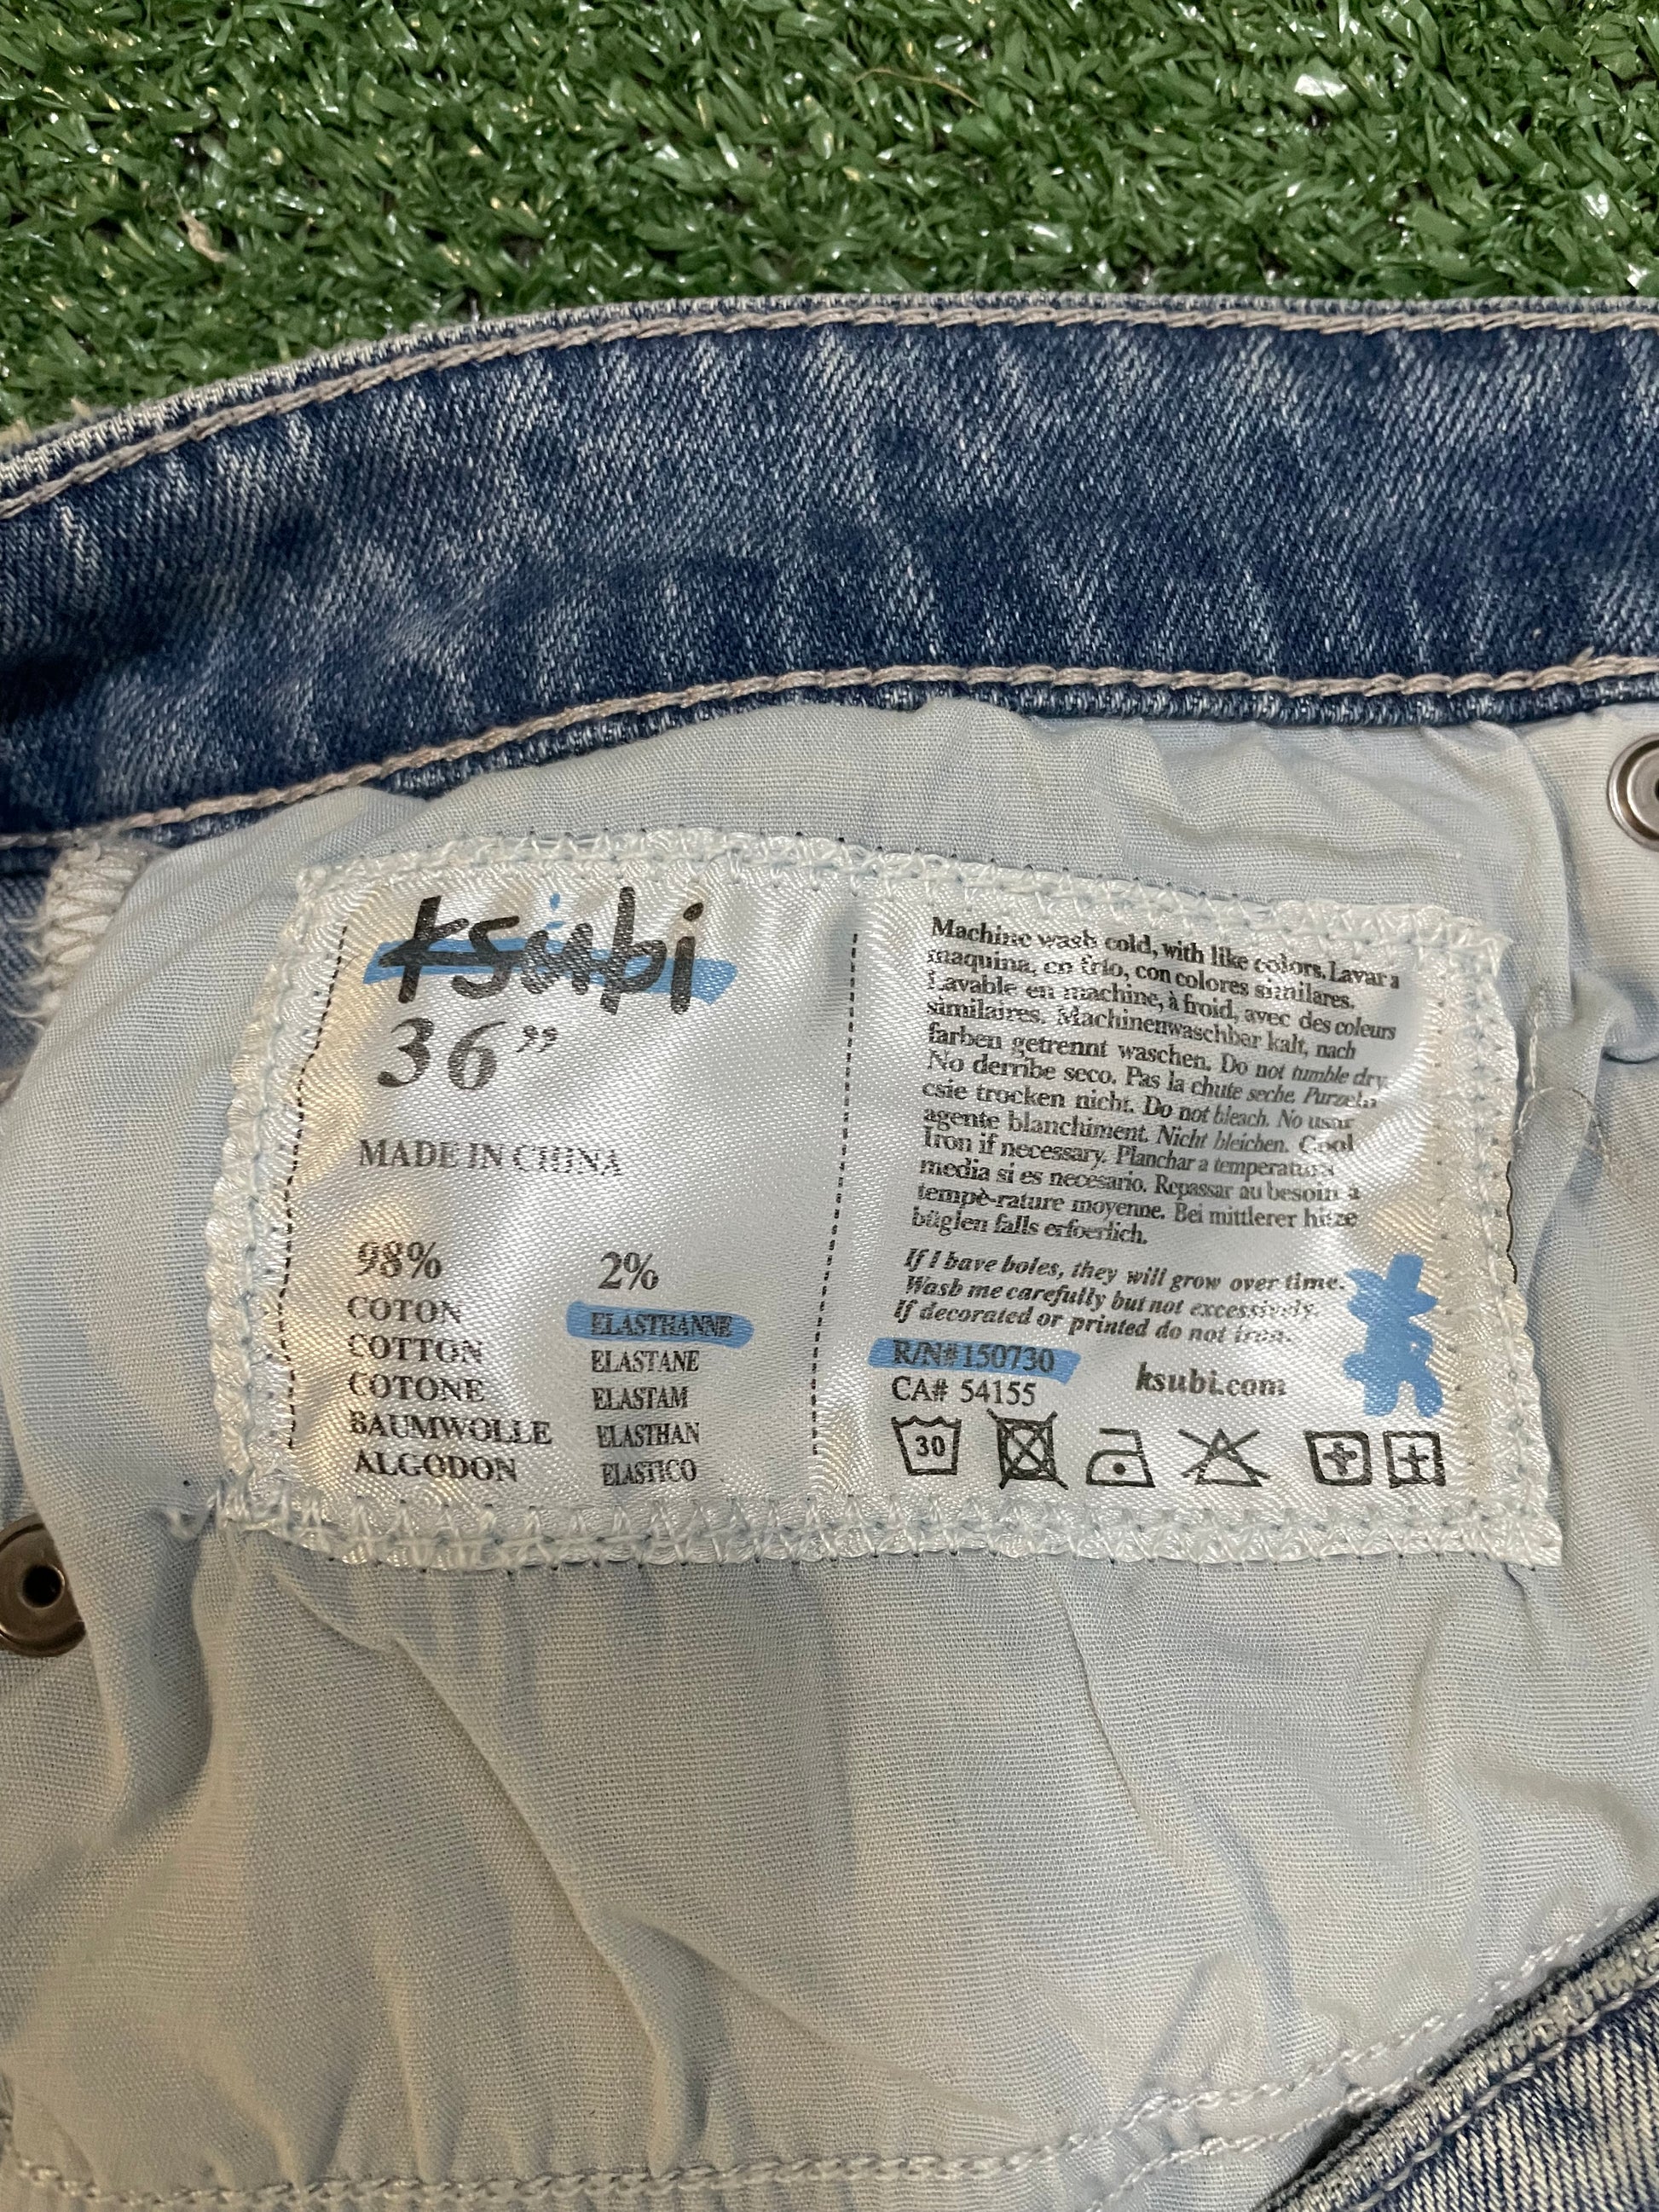 ksubi
36”
MADE IN CHINA
98%
COTON
COTTON
COTONE
BAUMWOLLE
ALGODON
2%
ELASTHANNE
ELASTANE
ELASTAM
ELASTHAN
ELASTICO
Machine wash cold, with like colors. Lavar a
maquina, en frio, con colores similares.
Lavable en machine, à froid, avec des couleurs
similaires. Machinenwaschbar kalt, nach
farben getrennt waschen. Do not tumble dry.
No derribe seco. Pas la chute seche. Purzeln
csie trocken nicht. Do not bleach. No usar
agente blanchiment. Nicht bleichen. Cool
Iron if necessary. Planchar a temperatura
media si es necesario. Repassar au besoin a
tempè-rature moyenne. Bei mittlerer hitze
büglen falls erfoerlich.
If I have holes, they will grow over time.
Wash me carefully but not excessively.
If decorated or printed do not iron.
R/N#150730
CA# 54155
ksubi.com
30